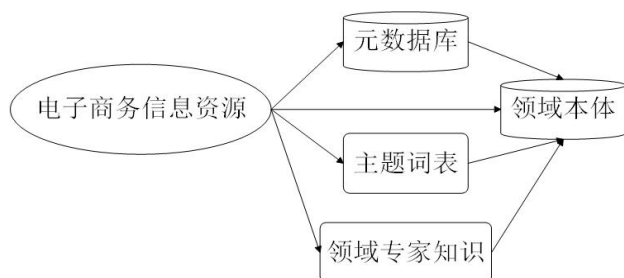 元数据库
电子商务信息资源
领域本体
主题词表
领域专家知识